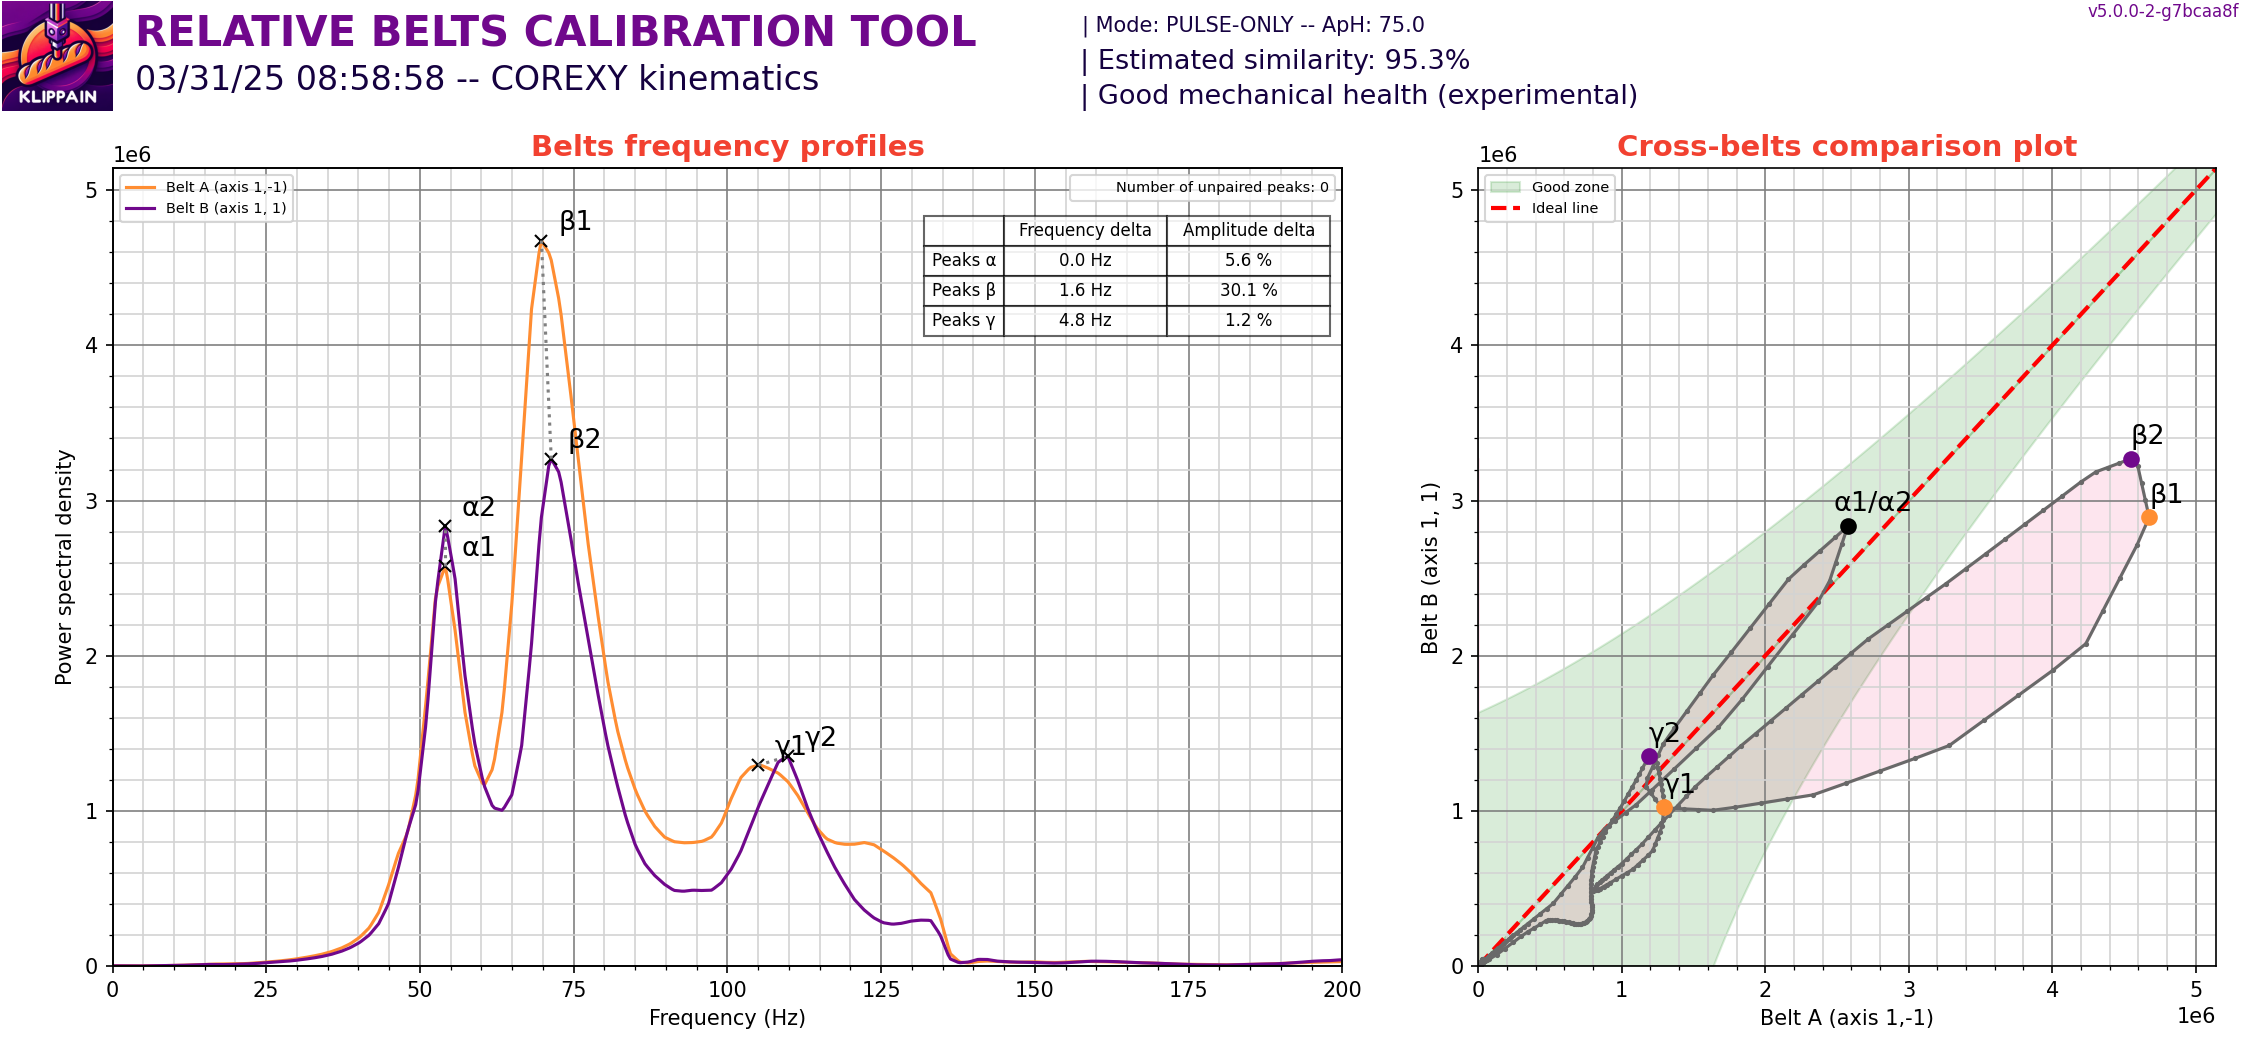 KLIPPAIN
RELATIVE BELTS CALIBRATION TOOL
03/31/25 08:58:58 -- COREXY kinematics
| Mode: PULSE-ONLY -- ApH: 75.0
| Estimated similarity: 95.3%
| Good mechanical health (experimental)
v5.0.0-2-g7bcaa8f
Belts frequency profiles
1e6
Belt A (axis 1,-1)
Belt B (axis 1, 1)
Number of unpaired peaks: 0
Frequency delta Amplitude delta
Peaks α 0.0 Hz 5.6 %
Peaks β 1.6 Hz 30.1 %
Peaks γ 4.8 Hz 1.2 %
β1
β2
α2
α1
γ1
γ2
5
4
3
2
1
0
Power spectral density
0 25 50 75 100 125 150 175 200
Frequency (Hz)
Cross-belts comparison plot
1e6
Good zone
Ideal line
β2
β1
α1/α2
γ2
γ1
5
4
3
2
1
0
Belt B (axis 1, 1)
0 1 2 3 4 5
Belt A (axis 1,-1)
1e6